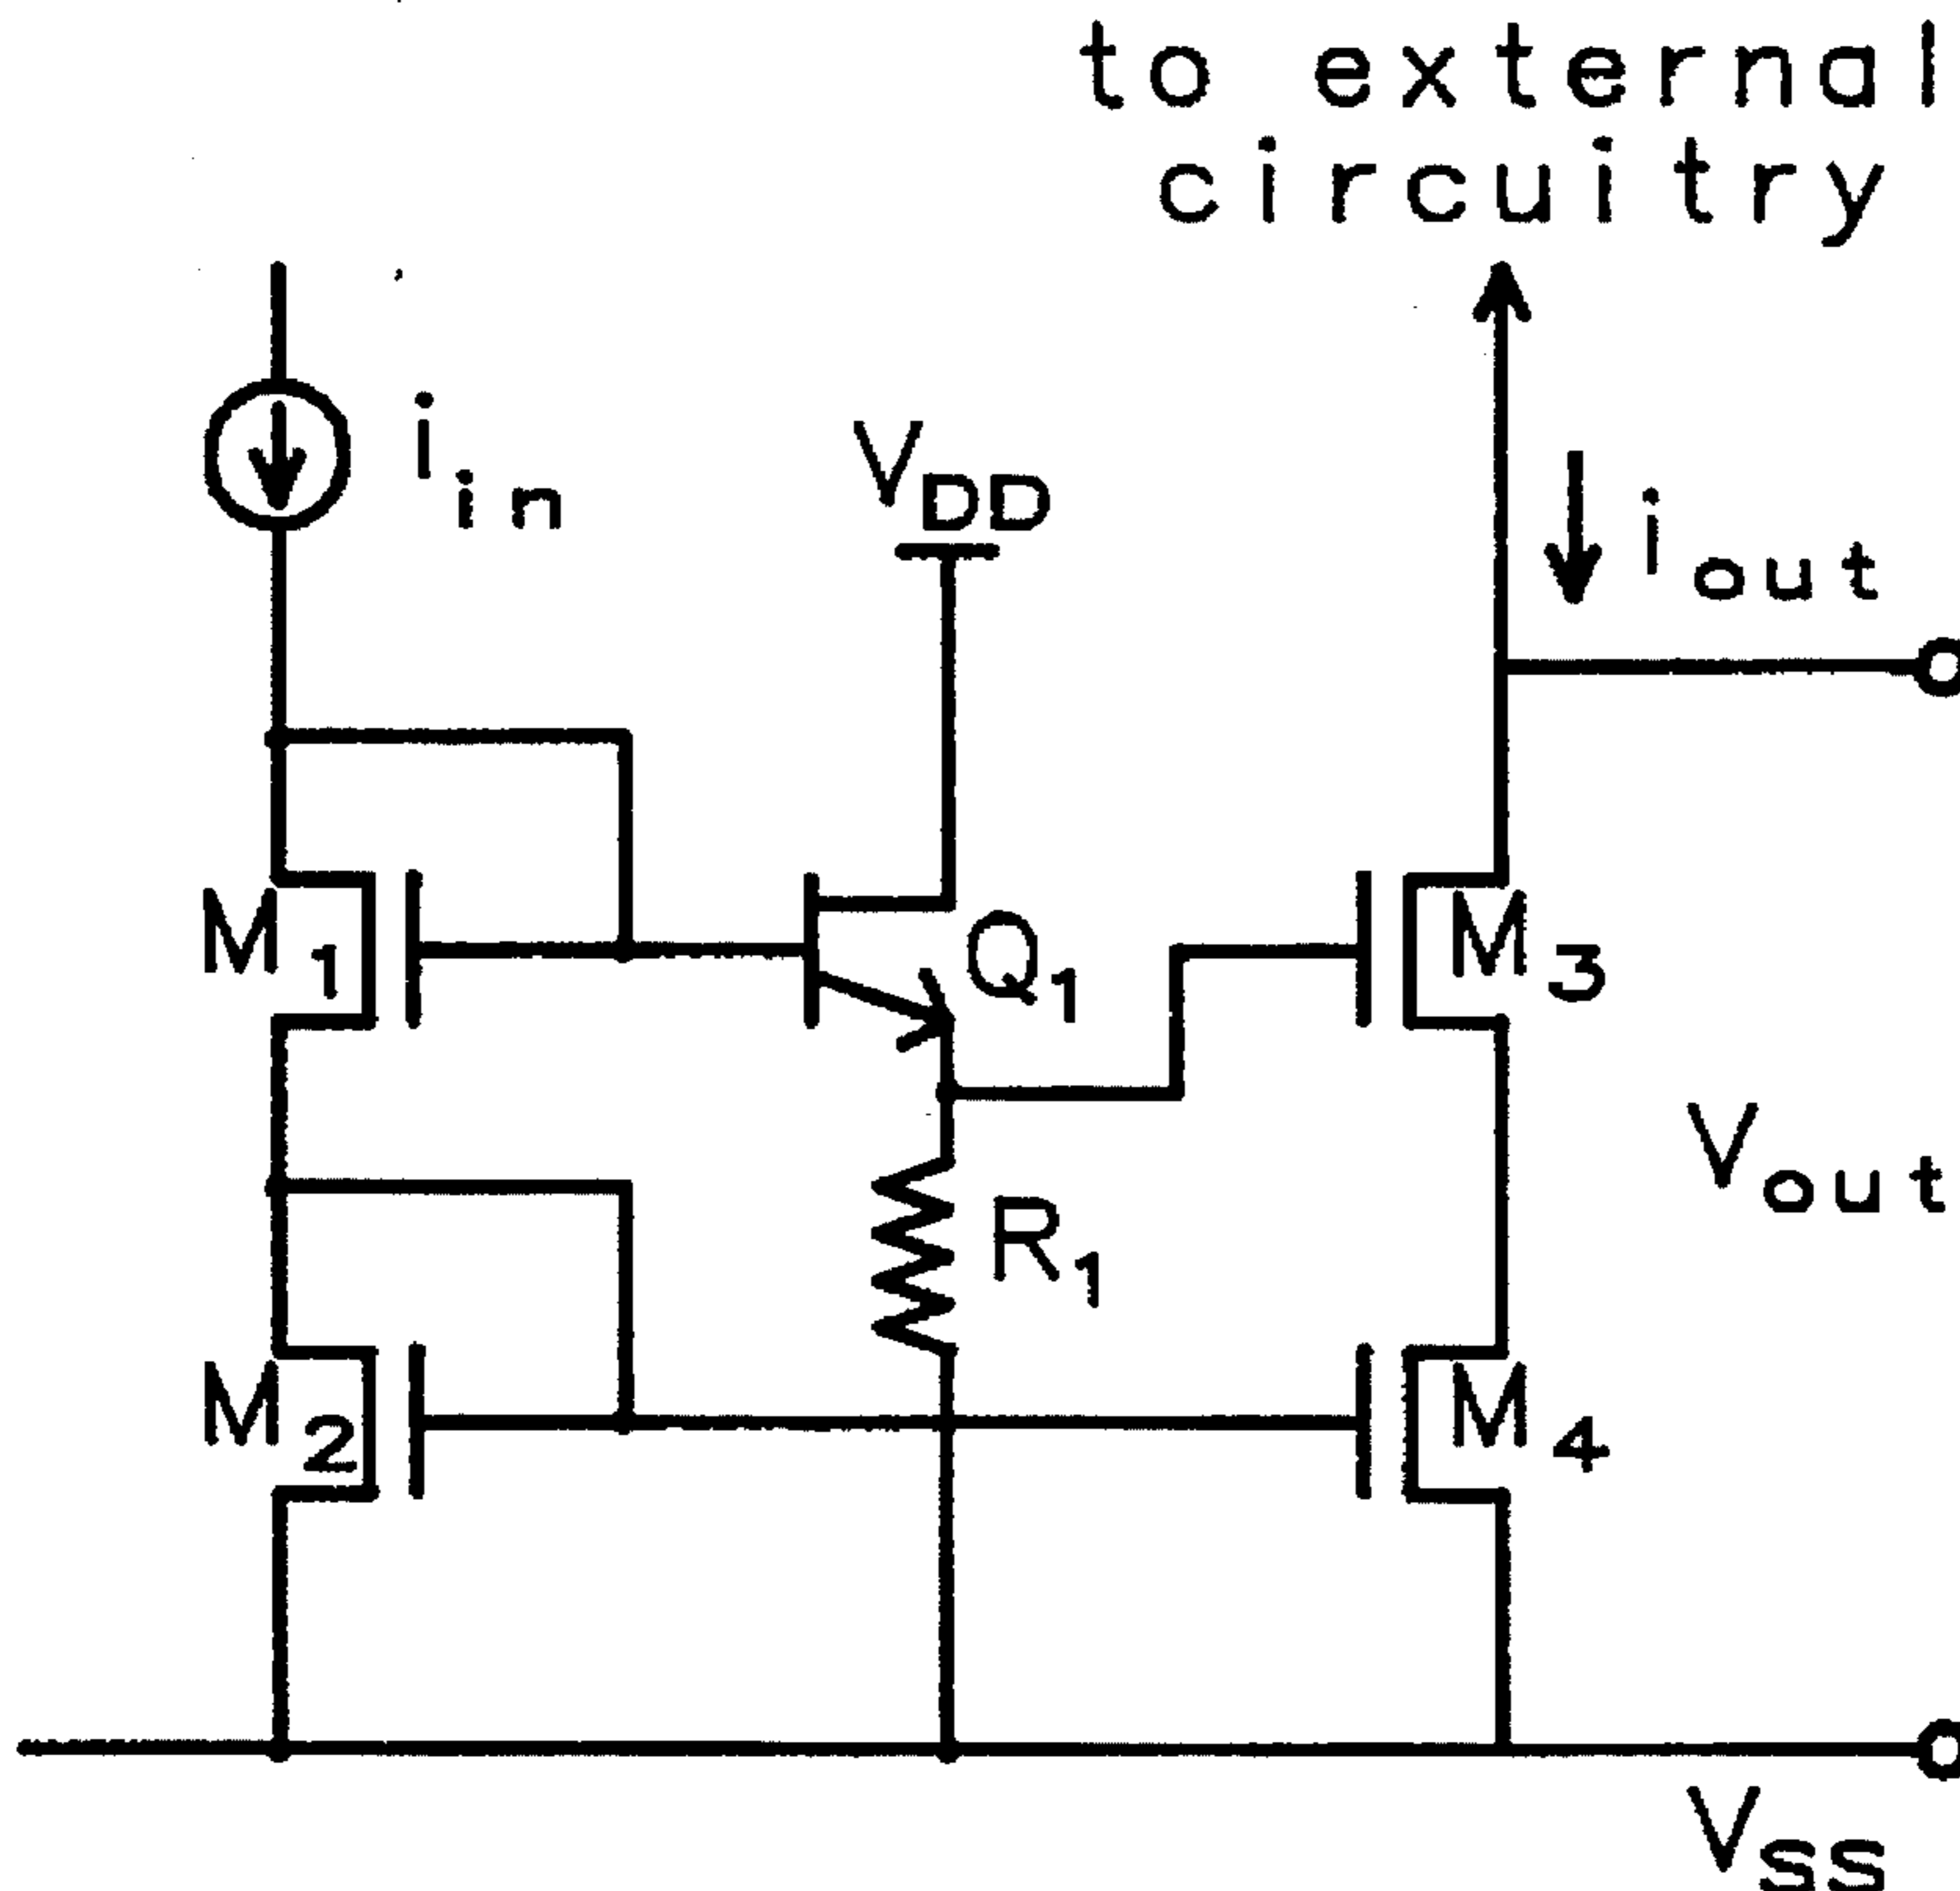 to external
circuitry
i in
V DD
i out
M 1
Q 1
M 3
V out
R 1
M 2
M 4
V SS